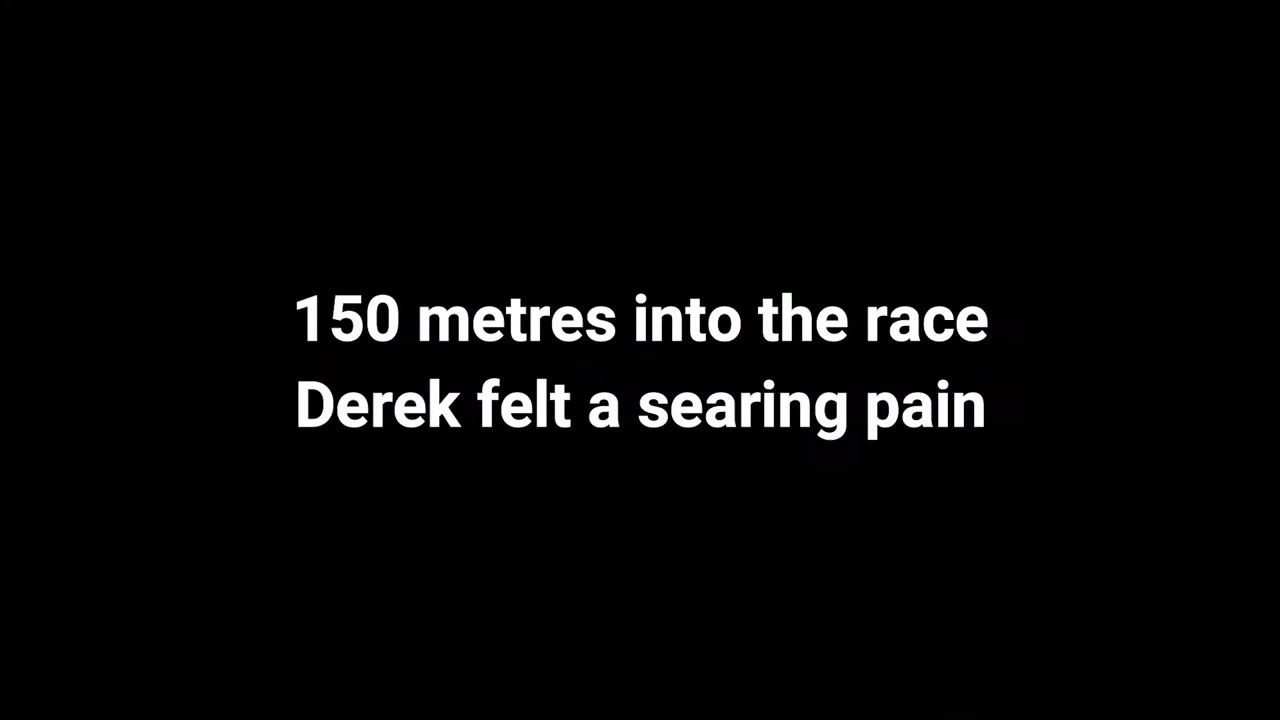 150 metres into the race
Derek felt a searing pain